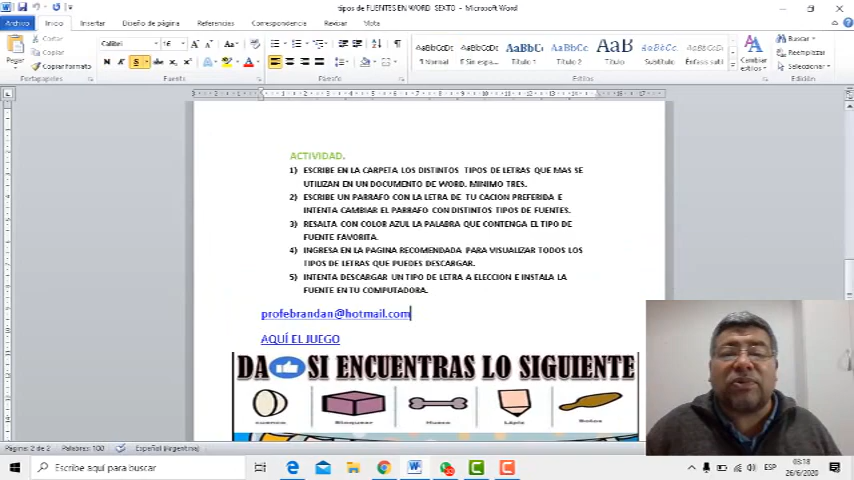 tipos de FUENTES EN WORD SEXTO - Microsoft Word
Archivo Inicio Insertar Diseño de página Referencias Correspondencia Revisar Vista
Cortar
Copiar
Copiar formato
Pegar
Portapapeles
Calibri 16
Fuente
Párrafo
AaBbCcDc AaBbCcDc AaBbC AaBbCc AaB AaBbCc. AaBbCcDc
¶ Normal ¶ Sin espa... Título 1 Título 2 Título Subtítulo Énfasis sutil
Estilos
Cambiar estilos
Buscar
Reemplazar
Seleccionar
Edición
ACTIVIDAD.
1) ESCRIBE EN LA CARPETA LOS DISTINTOS TIPOS DE LETRAS QUE MAS SE
UTILIZAN EN UN DOCUMENTO DE WORD. MINIMO TRES.
2) ESCRIBE UN PARRAFO CON LA LETRA DE TU CACION PREFERIDA E
INTENTA CAMBIAR EL PARRAFO CON DISTINTOS TIPOS DE FUENTES.
3) RESALTA CON COLOR AZUL LA PALABRA QUE CONTENGA EL TIPO DE
FUENTE FAVORITA.
4) INGRESA EN LA PAGINA RECOMENDADA PARA VISUALIZAR TODOS LOS
TIPOS DE LETRAS QUE PUEDES DESCARGAR.
5) INTENTA DESCARGAR UN TIPO DE LETRA A ELECCION E INSTALA LA
FUENTE EN TU COMPUTADORA.
profebrandan@hotmail.com
AQUÍ EL JUEGO
DA SI ENCUENTRAS LO SIGUIENTE
Hueso Lápiz
Página: 2 de 2 Palabras: 100 Español (Argentina)
Escribe aquí para buscar
ESP
03:18
26/6/2020